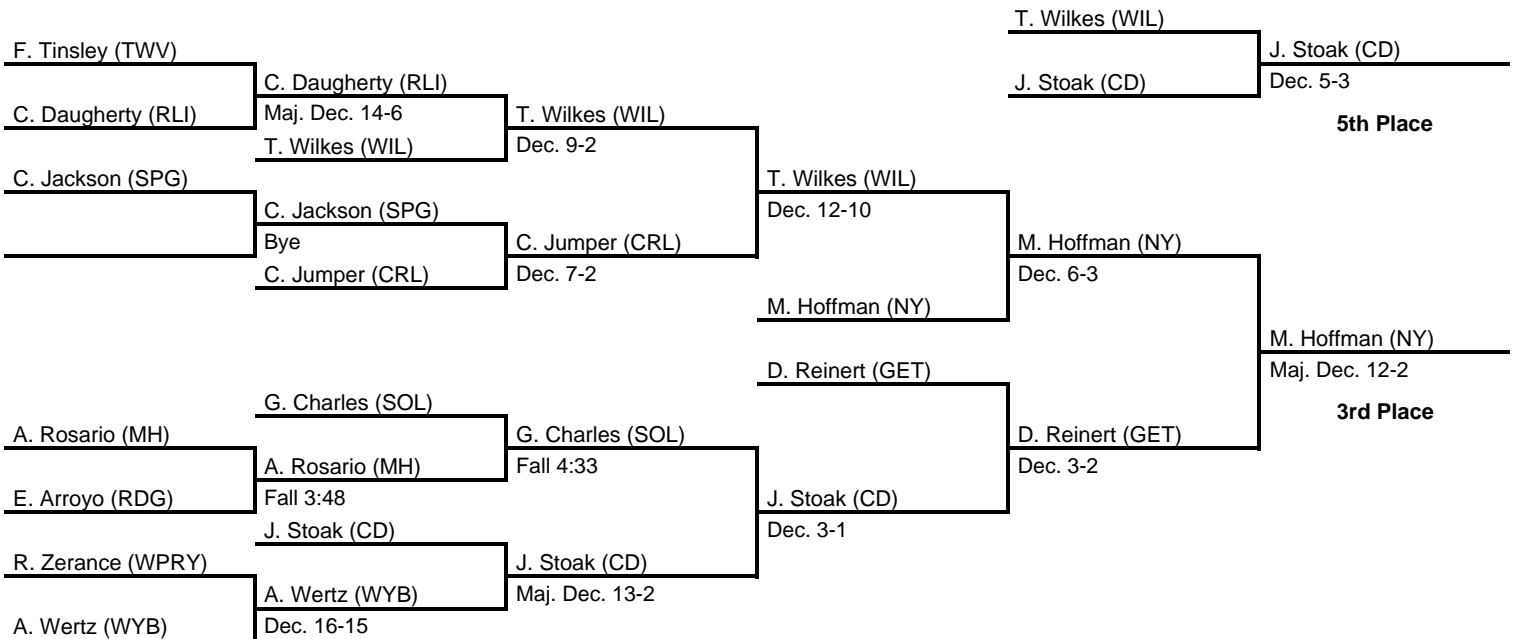 T. Wilkes (WIL)
F. Tinsley (TWV)
J. Stoak (CD)
C. Daugherty (RLI)
J. Stoak (CD)
Dec. 5-3
C. Daugherty (RLI)
Maj. Dec. 14-6
T. Wilkes (WIL)
5th Place
T. Wilkes (WIL)
Dec. 9-2
C. Jackson (SPG)
T. Wilkes (WIL)
C. Jackson (SPG)
Dec. 12-10
Bye
C. Jumper (CRL)
M. Hoffman (NY)
C. Jumper (CRL)
Dec. 7-2
Dec. 6-3
M. Hoffman (NY)
M. Hoffman (NY)
D. Reinert (GET)
Maj. Dec. 12-2
G. Charles (SOL)
3rd Place
A. Rosario (MH)
G. Charles (SOL)
D. Reinert (GET)
A. Rosario (MH)
Fall 4:33
Dec. 3-2
E. Arroyo (RDG)
Fall 3:48
J. Stoak (CD)
J. Stoak (CD)
Dec. 3-1
R. Zerance (WPRY)
J. Stoak (CD)
A. Wertz (WYB)
Maj. Dec. 13-2
A. Wertz (WYB)
Dec. 16-15